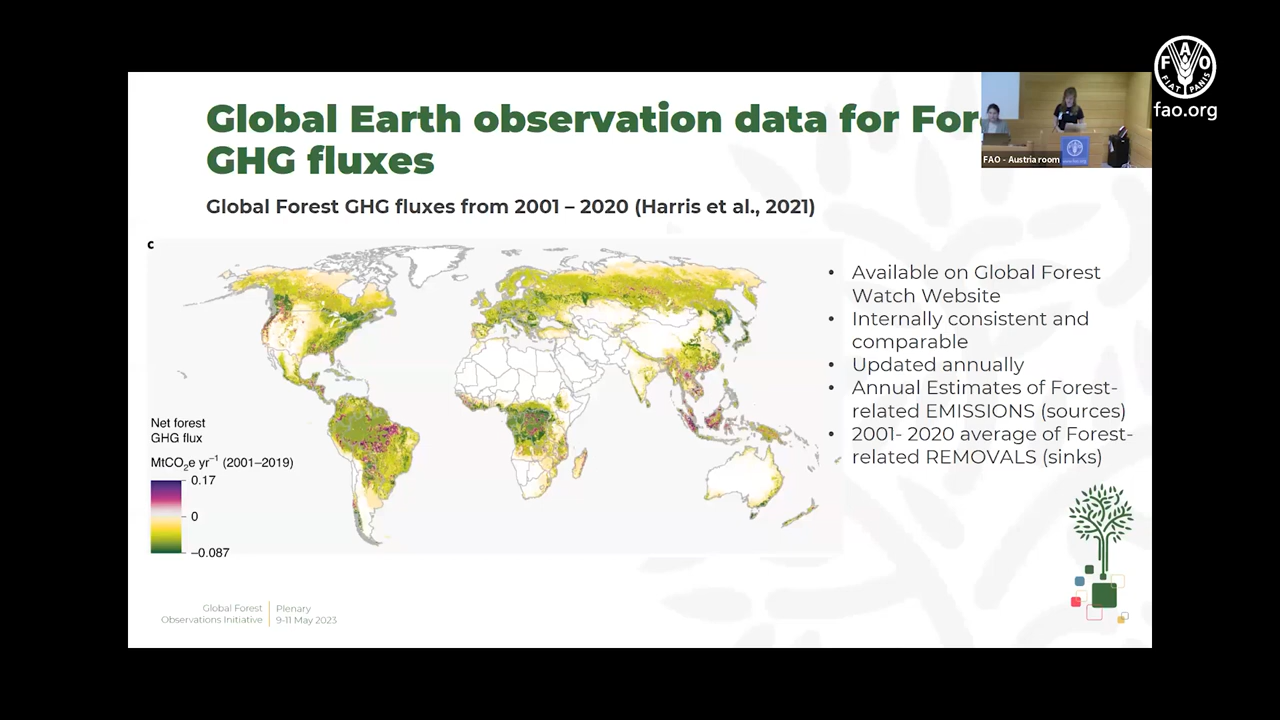 Global Earth observation data for For
GHG fluxes
FAO - Austria room
F A O
FIAT PANIS
fao.org
Global Forest GHG fluxes from 2001 – 2020 (Harris et al., 2021)
c
Net forest
GHG flux
MtCO₂e yr⁻¹ (2001–2019)
0.17
0
–0.087
• Available on Global Forest
Watch Website
• Internally consistent and
comparable
• Updated annually
• Annual Estimates of Forest-
related EMISSIONS (sources)
• 2001- 2020 average of Forest-
related REMOVALS (sinks)
Global Forest
Observations Initiative
Plenary
9-11 May 2023